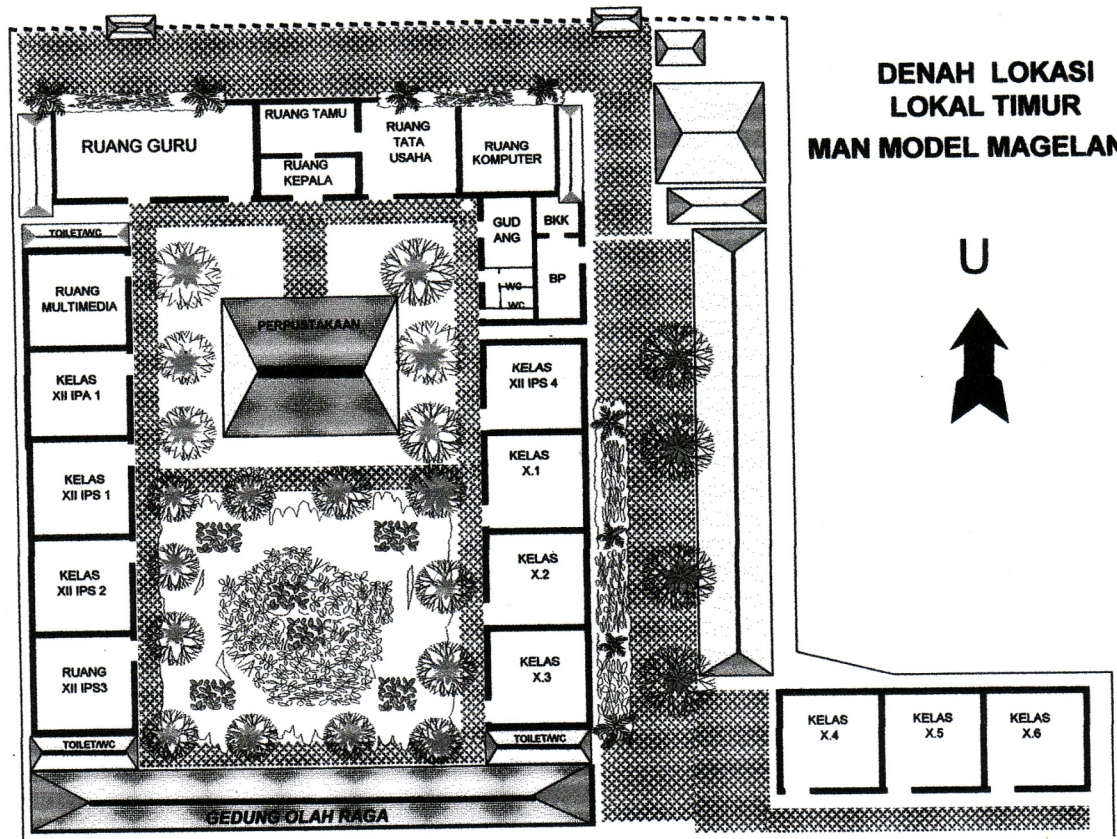 DENAH LOKASI
LOKAL TIMUR
MAN MODEL MAGELAN
U
RUANG GURU
RUANG TAMU
RUANG
KEPALA
RUANG
TATA
USAHA
RUANG
KOMPUTER
TOILET/WC
GUD
ANG
BKK
BP
WC
WC
RUANG
MULTIMEDIA
PERPUSTAKAAN
KELAS
XII IPA 1
KELAS
XII IPS 4
KELAS
XII IPS 1
KELAS
X.1
KELAS
XII IPS 2
KELAS
X.2
RUANG
XII IPS3
KELAS
X.3
KELAS
X.4
KELAS
X.5
KELAS
X.6
TOILET/WC
TOILET/WC
GEDUNG OLAH RAGA